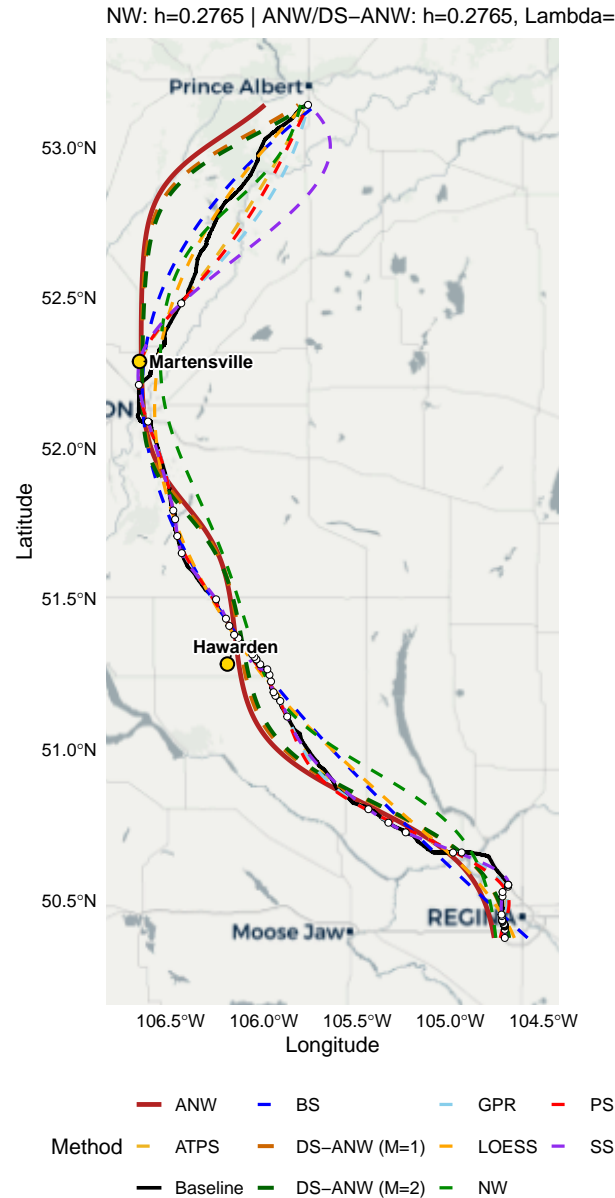 NW: h=0.2765 | ANW/DS−ANW: h=0.2765, Lambda=
Prince Albert
53.0°N
52.5°N
Martensville
ON
52.0°N
Latitude
51.5°N
Hawarden
51.0°N
50.5°N
REGINA
Moose Jaw
106.5°W 106.0°W 105.5°W 105.0°W 104.5°W
Longitude
ANW BS GPR PS
Method ATPS DS−ANW (M=1) LOESS SS
Baseline DS−ANW (M=2) NW